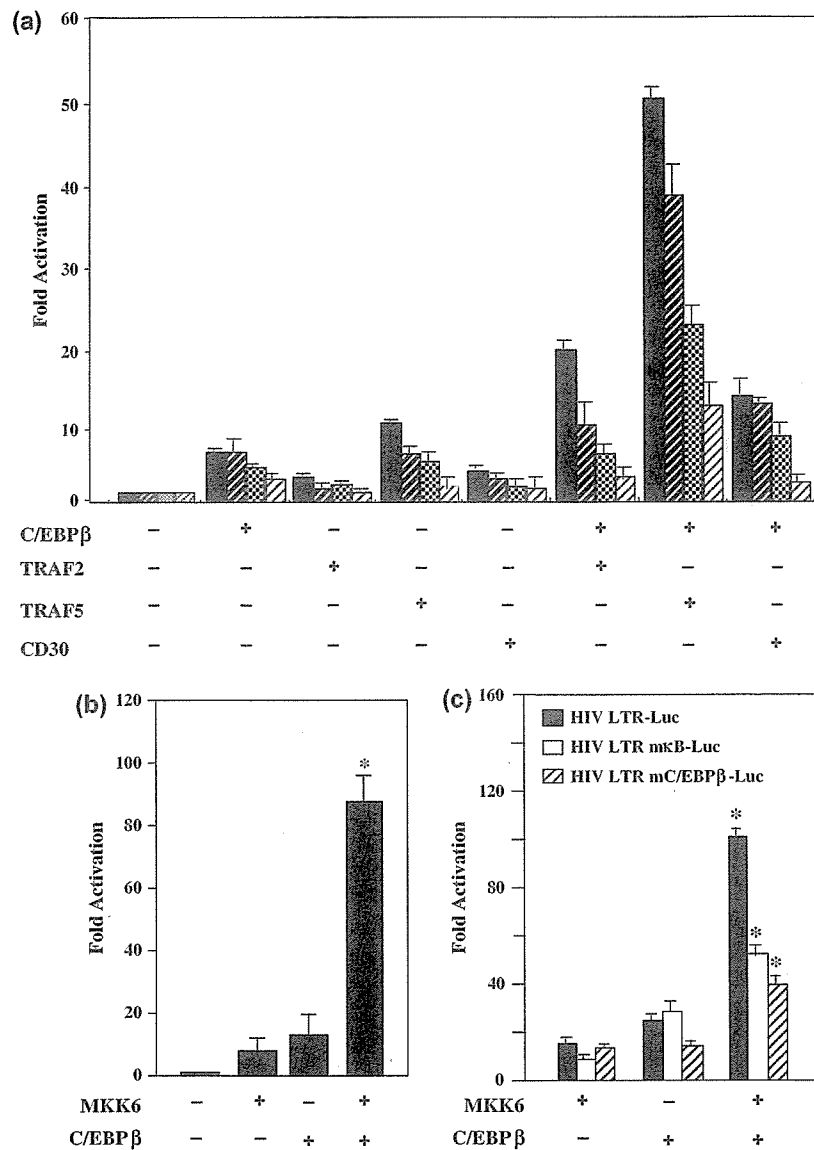 (a)
60
50
40
30
20
10
0
Fold Activation
C/EBPβ – + – – – + + +
TRAF2 – – + – – + – –
TRAF5 – – – + – – + –
CD30 – – – – + – – +
(b)
120
100
80
60
40
20
0
Fold Activation
*
MKK6 – + – +
C/EBPβ – – + +
(c)
160
120
80
40
0
Fold Activation
HIV LTR-Luc
HIV LTR mκB-Luc
HIV LTR mC/EBPβ-Luc
* * *
MKK6 + – +
C/EBPβ – + +